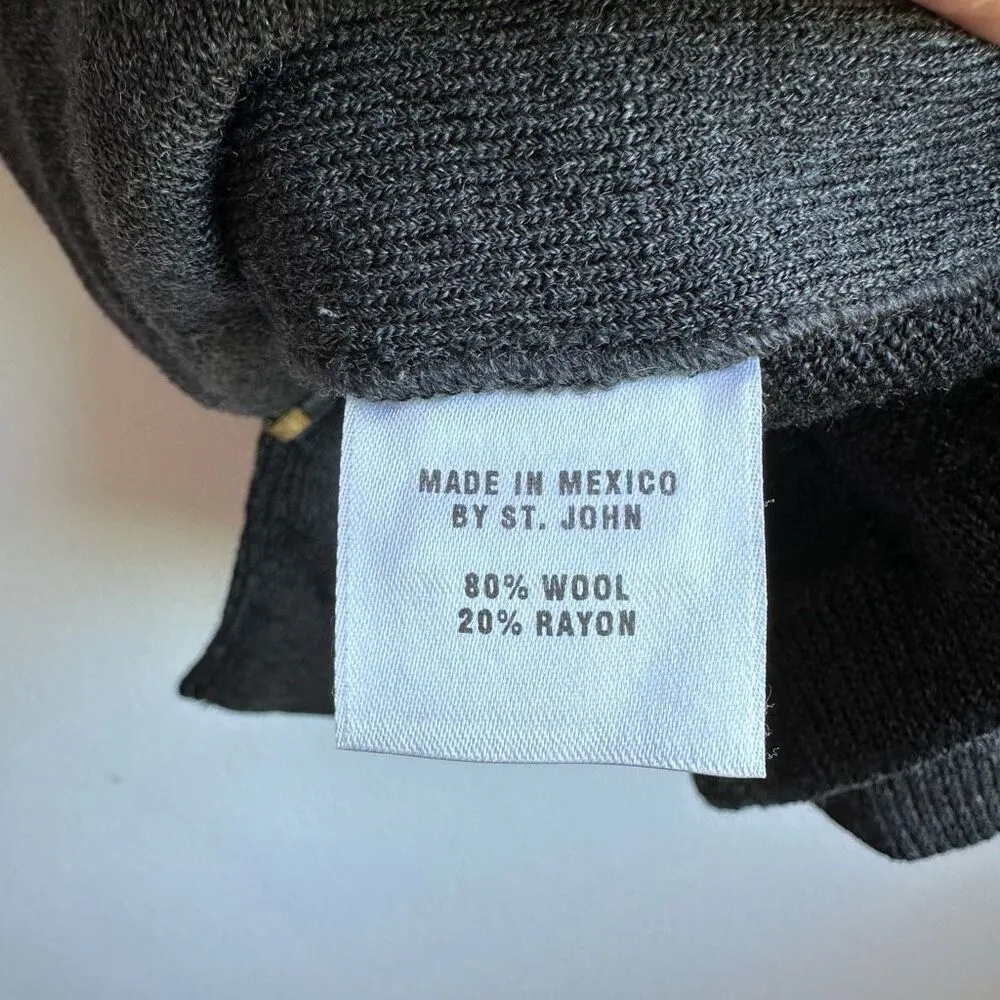 MADE IN MEXICO
BY ST. JOHN
80% WOOL
20% RAYON